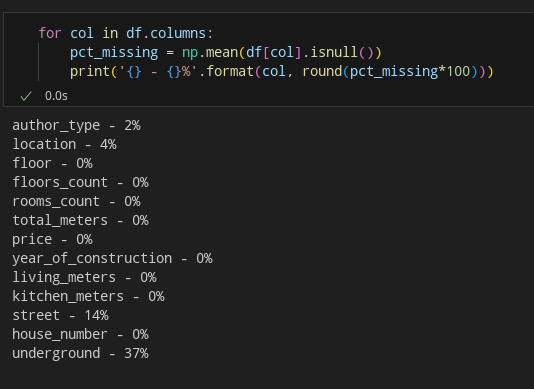 for col in df.columns:
    pct_missing = np.mean(df[col].isnull())
    print('{} - {}%'.format(col, round(pct_missing*100)))
0.0s
author_type - 2%
location - 4%
floor - 0%
floors_count - 0%
rooms_count - 0%
total_meters - 0%
price - 0%
year_of_construction - 0%
living_meters - 0%
kitchen_meters - 0%
street - 14%
house_number - 0%
underground - 37%